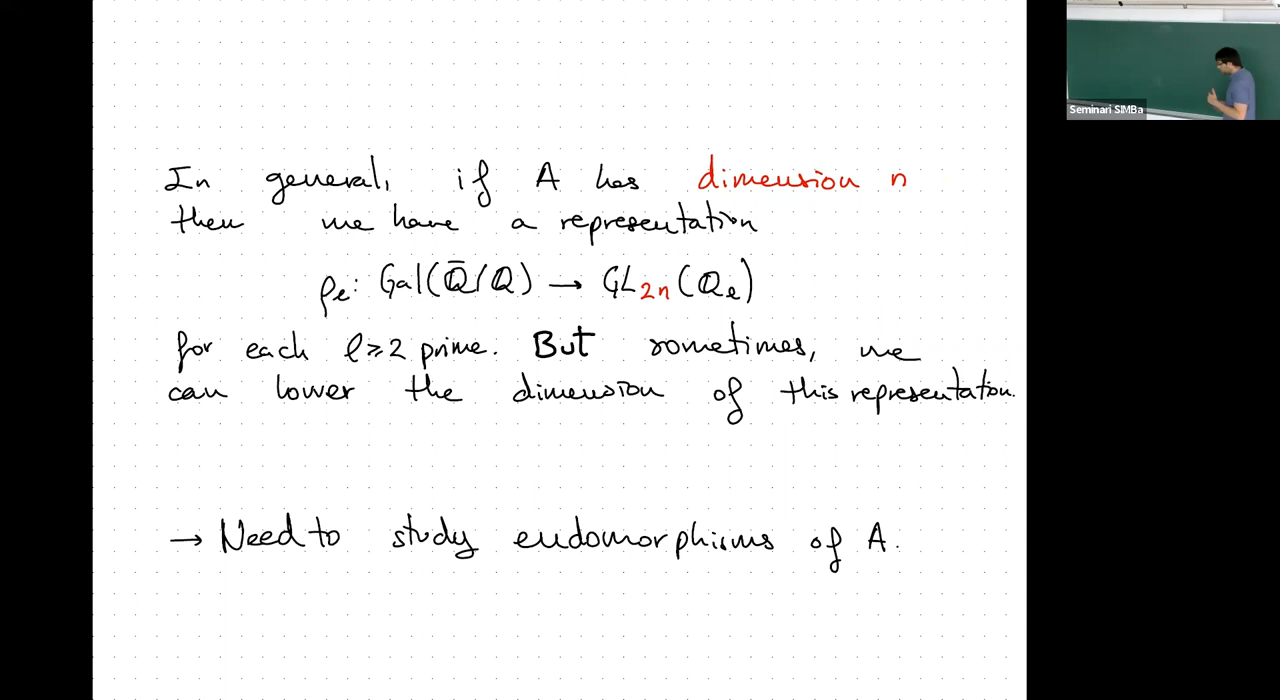 In general, if A has dimension n
then we have a representation
ρℓ: Gal(Q̄/Q) → GL2n(Qℓ)
for each ℓ≥2 prime. But sometimes, we
can lower the dimension of this representation.
→ Need to study endomorphisms of A.
Seminari SIMBa